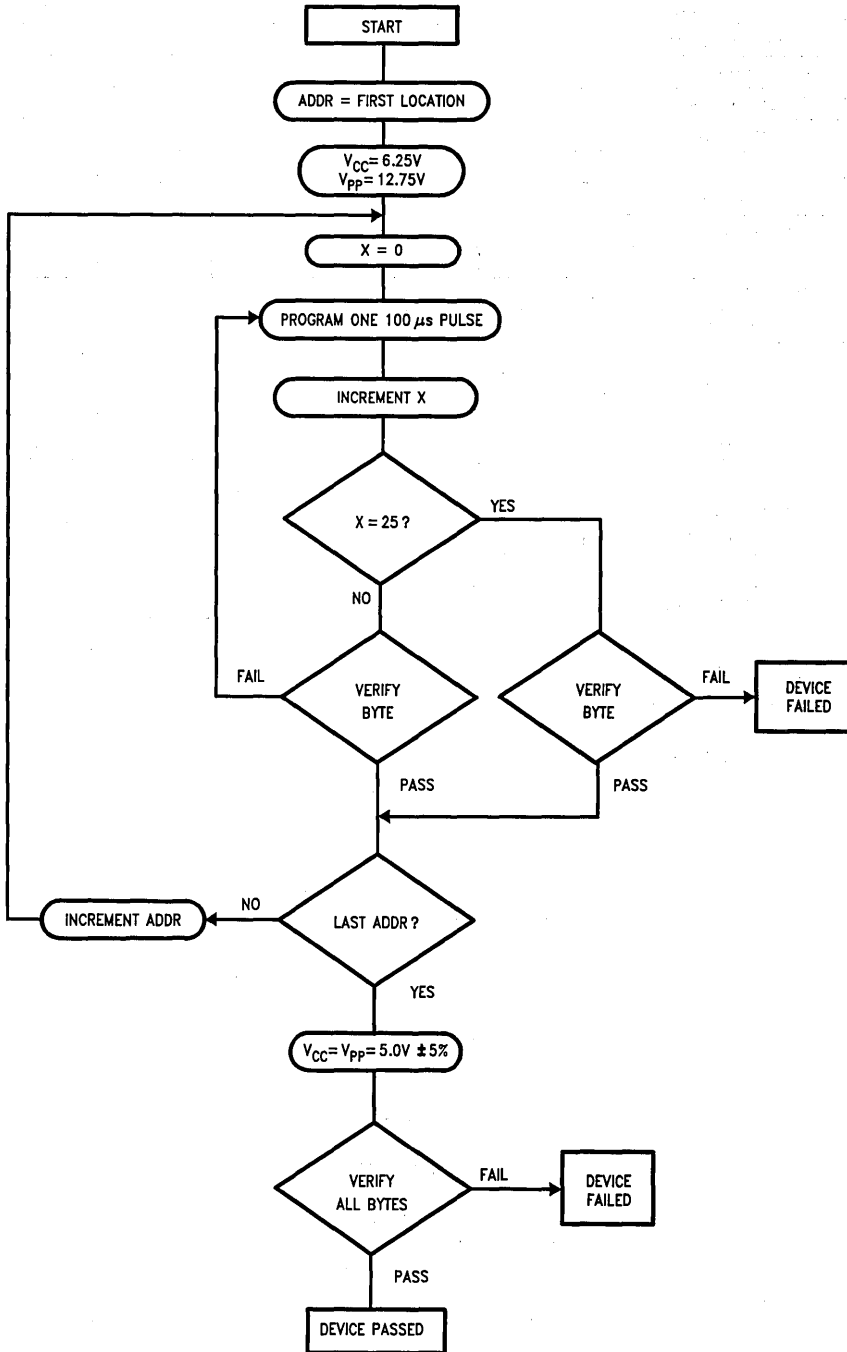 START
ADDR = FIRST LOCATION
VCC = 6.25V
VPP = 12.75V
X = 0
PROGRAM ONE 100 μs PULSE
INCREMENT X
X = 25 ?
YES
NO
FAIL
VERIFY
BYTE
VERIFY
BYTE
FAIL
DEVICE
FAILED
PASS
PASS
INCREMENT ADDR
NO
LAST ADDR ?
YES
VCC = VPP = 5.0V ±5%
VERIFY
ALL BYTES
FAIL
DEVICE
FAILED
PASS
DEVICE PASSED